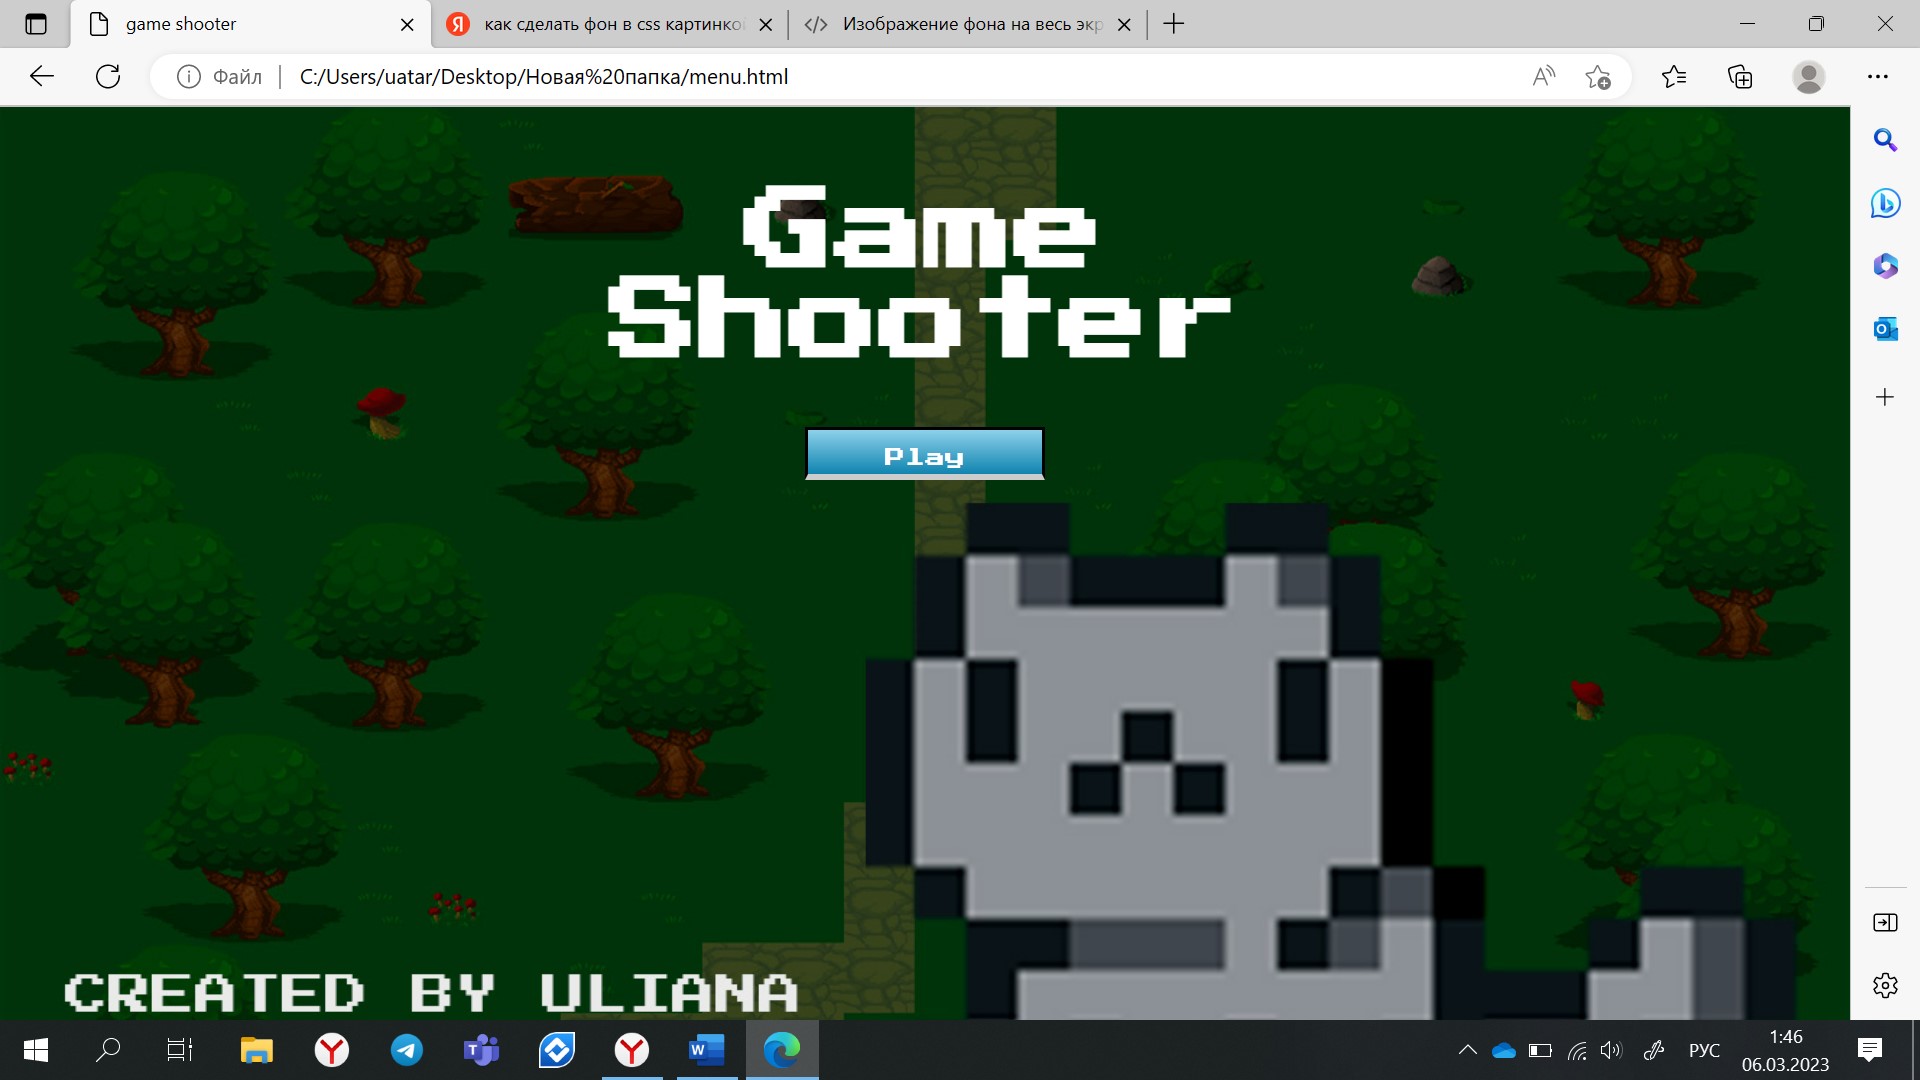 game shooter
как сделать фон в css картинкой
Изображение фона на весь экр
Файл
C:/Users/uatar/Desktop/Новая%20папка/menu.html
Game
Shooter
Play
CREATED BY ULIANA
РУС
1:46
06.03.2023